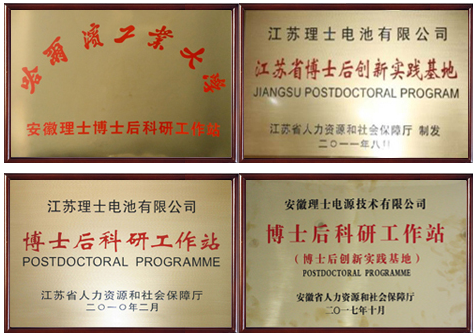 哈尔滨工业大学
安徽理士博士后科研工作站
江苏理士电池有限公司
江苏省博士后创新实践基地
JIANGSU POSTDOCTORAL PROGRAM
江苏省人力资源和社会保障厅 制发
二〇一一年八月
江苏理士电池有限公司
博士后科研工作站
POSTDOCTORAL PROGRAMME
江苏省人力资源和社会保障厅
二〇一〇年二月
安徽理士电源技术有限公司
博士后科研工作站
(博士后创新实践基地)
POSTDOCTORAL PROGRAMME
安徽省人力资源和社会保障厅
二〇一七年十月